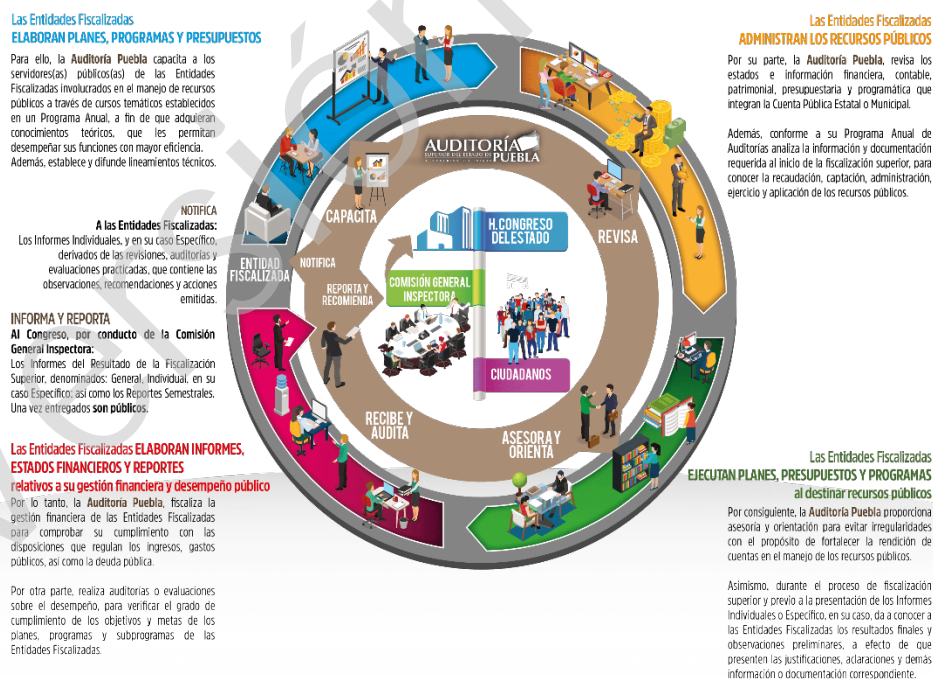 Las Entidades Fiscalizadas
ELABORAN PLANES, PROGRAMAS Y PRESUPUESTOS
Para ello, la Auditoría Puebla capacita a los
servidores(as) públicos(as) de las Entidades
Fiscalizadas involucrados en el manejo de recursos
públicos a través de cursos temáticos establecidos
en un Programa Anual, a fin de que adquieran
conocimientos teóricos, que les permitan
desempeñar sus funciones con mayor eficiencia.
Además, establece y difunde lineamientos técnicos.
NOTIFICA
A las Entidades Fiscalizadas:
Los Informes Individuales, y en su caso Específico,
derivados de las revisiones, auditorías y
evaluaciones practicadas, que contiene las
observaciones, recomendaciones y acciones
emitidas.
INFORMA Y REPORTA
Al Congreso, por conducto de la Comisión
General Inspectora:
Los Informes del Resultado de la Fiscalización
Superior, denominados: General, Individual, en su
caso Específico; así como los Reportes Semestrales.
Una vez entregados son públicos.
Las Entidades Fiscalizadas ELABORAN INFORMES,
ESTADOS FINANCIEROS Y REPORTES
relativos a su gestión financiera y desempeño público
Por lo tanto, la Auditoría Puebla, fiscaliza la
gestión financiera de las Entidades Fiscalizadas
para comprobar su cumplimiento con las
disposiciones que regulan los ingresos, gastos
públicos, así como la deuda pública.
Por otra parte, realiza auditorías o evaluaciones
sobre el desempeño, para verificar el grado de
cumplimiento de los objetivos y metas de los
planes, programas y subprogramas de las
Entidades Fiscalizadas.
AUDITORÍA
SUPERIOR DEL ESTADO DE
PUEBLA
CAPACITA
REVISA
H. CONGRESO
DEL ESTADO
ENTIDAD
FISCALIZADA
NOTIFICA
REPORTA Y
RECOMIENDA
COMISIÓN GENERAL
INSPECTORA
CIUDADANOS
RECIBE Y
AUDITA
ASESORA Y
ORIENTA
Las Entidades Fiscalizadas
ADMINISTRAN LOS RECURSOS PÚBLICOS
Por su parte, la Auditoría Puebla, revisa los
estados e información financiera, contable,
patrimonial, presupuestaria y programática que
integran la Cuenta Pública Estatal o Municipal.
Además, conforme a su Programa Anual de
Auditorías analiza la información y documentación
requerida al inicio de la fiscalización superior, para
conocer la recaudación, captación, administración,
ejercicio y aplicación de los recursos públicos.
Las Entidades Fiscalizadas
EJECUTAN PLANES, PRESUPUESTOS Y PROGRAMAS
al destinar recursos públicos
Por consiguiente, la Auditoría Puebla proporciona
asesoría y orientación para evitar irregularidades
con el propósito de fortalecer la rendición de
cuentas en el manejo de los recursos públicos.
Asimismo, durante el proceso de fiscalización
superior y previo a la presentación de los Informes
Individuales o Específico, en su caso, da a conocer a
las Entidades Fiscalizadas los resultados finales y
observaciones preliminares, a efecto de que
presenten las justificaciones, aclaraciones y demás
información o documentación correspondiente.
Versión